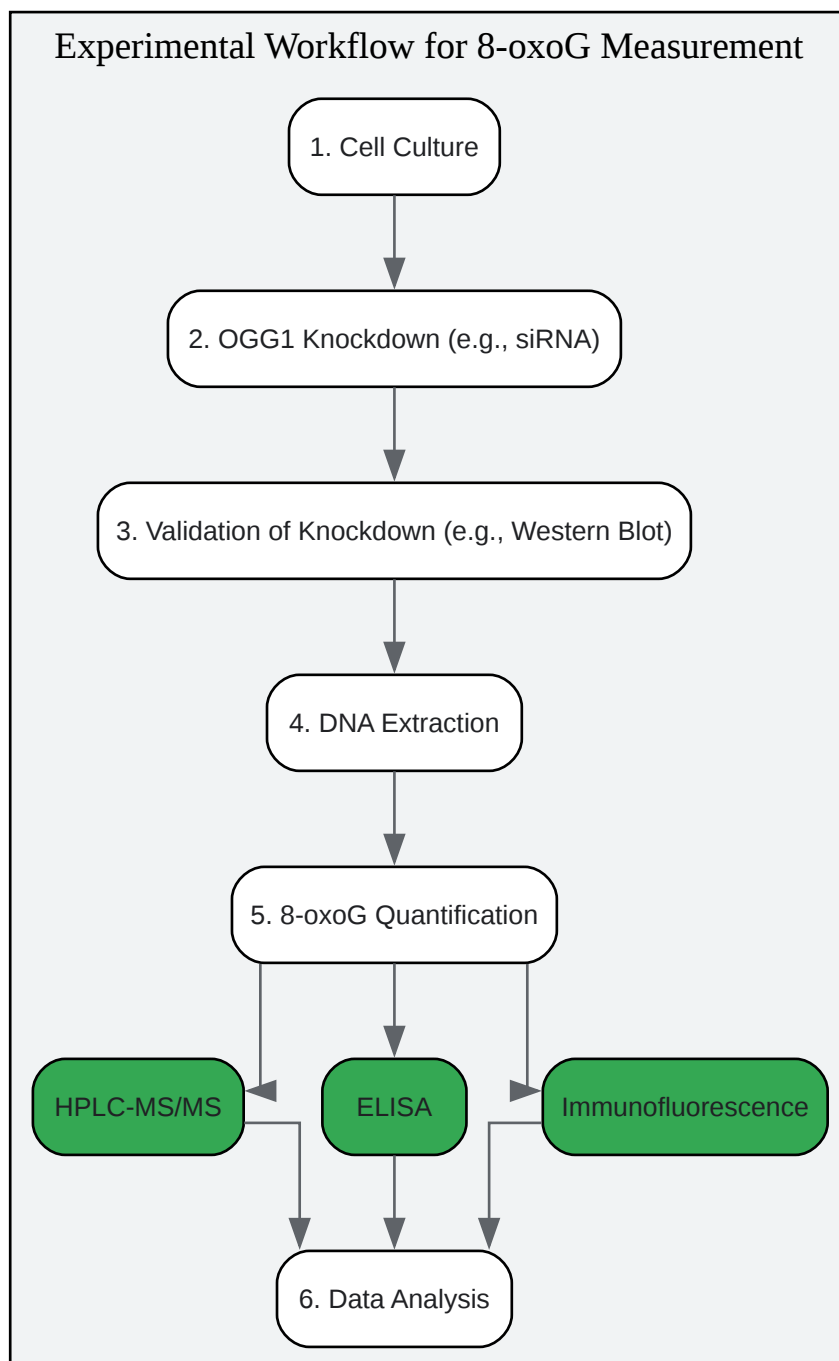 Experimental Workflow for 8-oxoG Measurement
1. Cell Culture
2. OGG1 Knockdown (e.g., siRNA)
3. Validation of Knockdown (e.g., Western Blot)
4. DNA Extraction
5. 8-oxoG Quantification
HPLC-MS/MS
ELISA
Immunofluorescence
6. Data Analysis